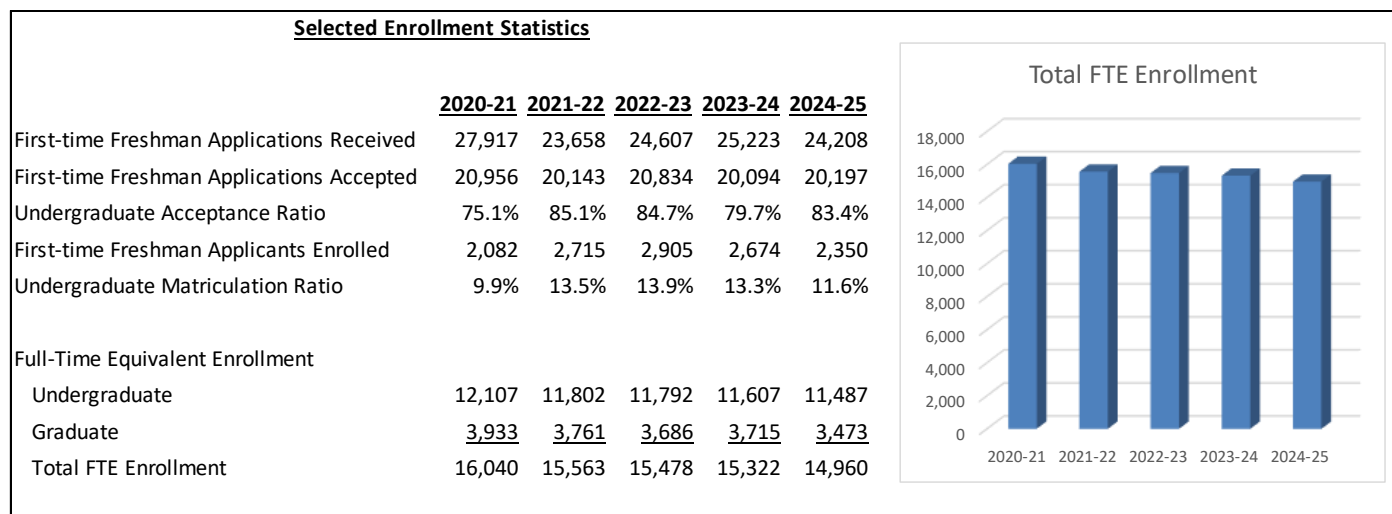 Selected Enrollment Statistics
2020-21 2021-22 2022-23 2023-24 2024-25
First-time Freshman Applications Received 27,917 23,658 24,607 25,223 24,208
First-time Freshman Applications Accepted 20,956 20,143 20,834 20,094 20,197
Undergraduate Acceptance Ratio 75.1% 85.1% 84.7% 79.7% 83.4%
First-time Freshman Applicants Enrolled 2,082 2,715 2,905 2,674 2,350
Undergraduate Matriculation Ratio 9.9% 13.5% 13.9% 13.3% 11.6%
Full-Time Equivalent Enrollment
Undergraduate 12,107 11,802 11,792 11,607 11,487
Graduate 3,933 3,761 3,686 3,715 3,473
Total FTE Enrollment 16,040 15,563 15,478 15,322 14,960
Total FTE Enrollment
18,000
16,000
14,000
12,000
10,000
8,000
6,000
4,000
2,000
0
2020-21 2021-22 2022-23 2023-24 2024-25